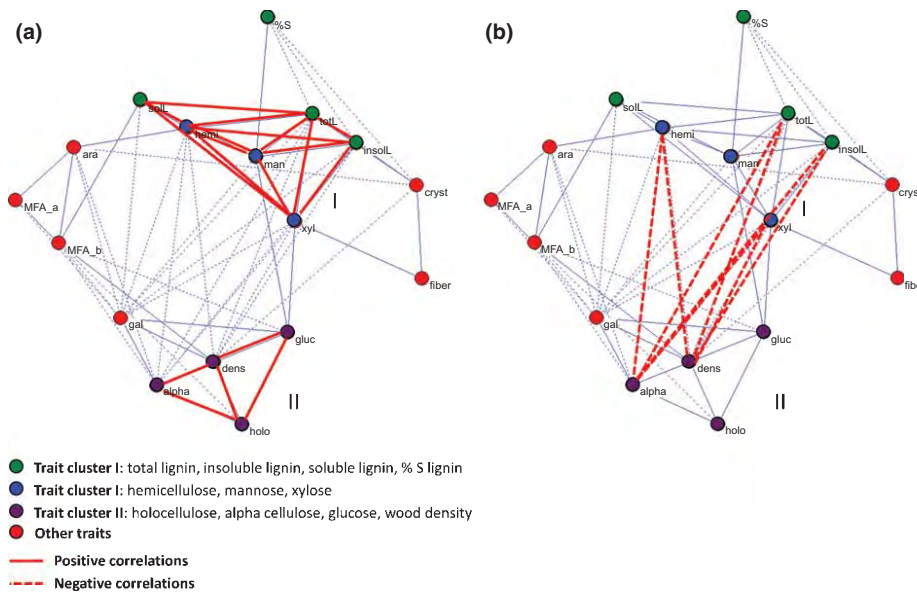 (a)
%S
solL
totL
hemi
insolL
ara
man
I
cryst
MFA_a
xyl
MFA_b
fiber
gal
gluc
dens
alpha
II
holo
(b)
%S
solL
totL
hemi
insolL
ara
man
I
crys
MFA_a
xyl
MFA_b
fibe
gal
gluc
dens
alpha
II
holo
Trait cluster I: total lignin, insoluble lignin, soluble lignin, % S lignin
Trait cluster I: hemicellulose, mannose, xylose
Trait cluster II: holocellulose, alpha cellulose, glucose, wood density
Other traits
Positive correlations
Negative correlations